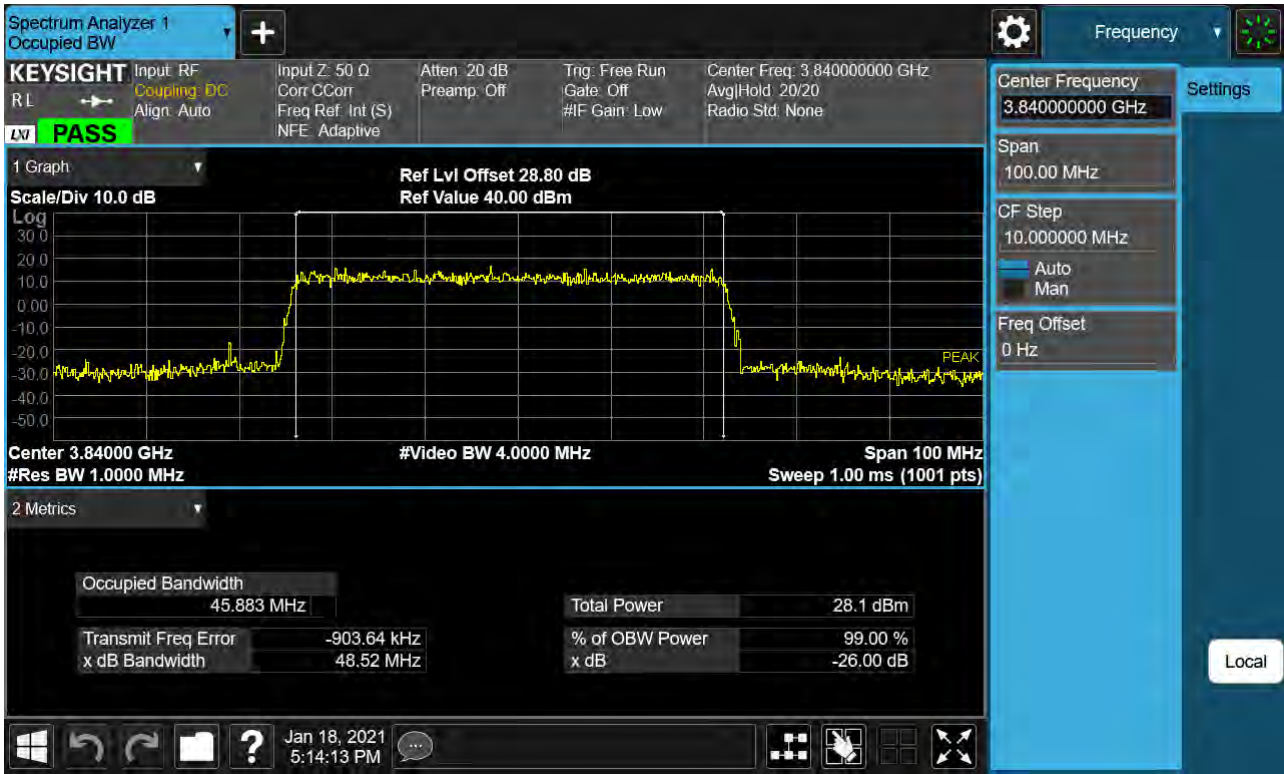 Spectrum Analyzer 1
Occupied BW
+
Frequency
KEYSIGHT
RL
LXI PASS
Input: RF
Coupling: DC
Align: Auto
Input Z: 50 Ω
Corr CCorr
Freq Ref: Int (S)
NFE: Adaptive
Atten: 20 dB
Preamp: Off
Trig: Free Run
Gate: Off
#IF Gain: Low
Center Freq: 3.840000000 GHz
Avg|Hold: 20/20
Radio Std: None
1 Graph
Scale/Div 10.0 dB
Ref Lvl Offset 28.80 dB
Ref Value 40.00 dBm
Log
30.0
20.0
10.0
0.00
-10.0
-20.0
-30.0
-40.0
-50.0
PEAK
Center 3.84000 GHz
#Video BW 4.0000 MHz
Span 100 MHz
#Res BW 1.0000 MHz
Sweep 1.00 ms (1001 pts)
2 Metrics
Occupied Bandwidth
45.883 MHz
Total Power 28.1 dBm
Transmit Freq Error -903.64 kHz
% of OBW Power 99.00 %
x dB Bandwidth 48.52 MHz
x dB -26.00 dB
Center Frequency
3.840000000 GHz
Settings
Span
100.00 MHz
CF Step
10.000000 MHz
Auto
Man
Freq Offset
0 Hz
Local
?
Jan 18, 2021
5:14:13 PM